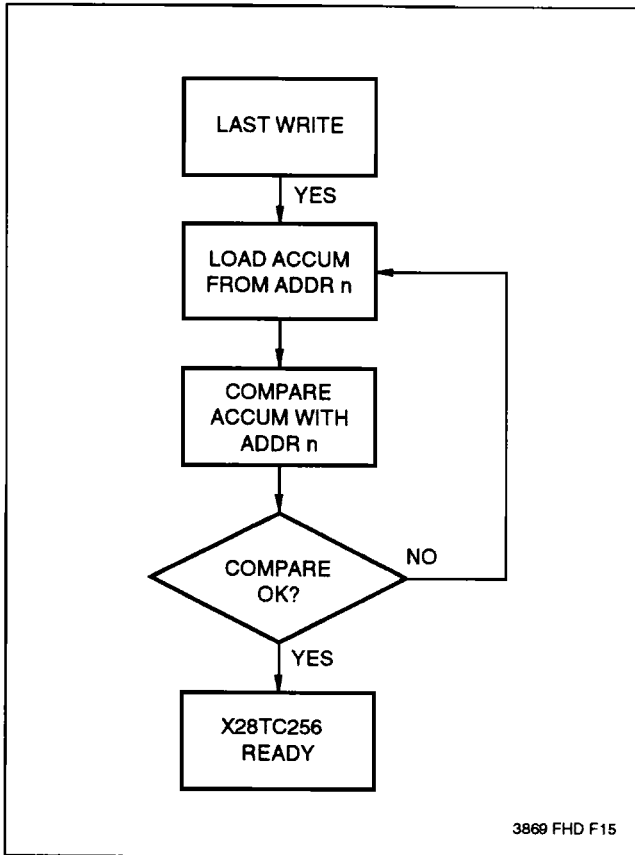 LAST WRITE
YES
LOAD ACCUM
FROM ADDR n
COMPARE
ACCUM WITH
ADDR n
COMPARE
OK?
NO
YES
X28TC256
READY
3869 FHD F15